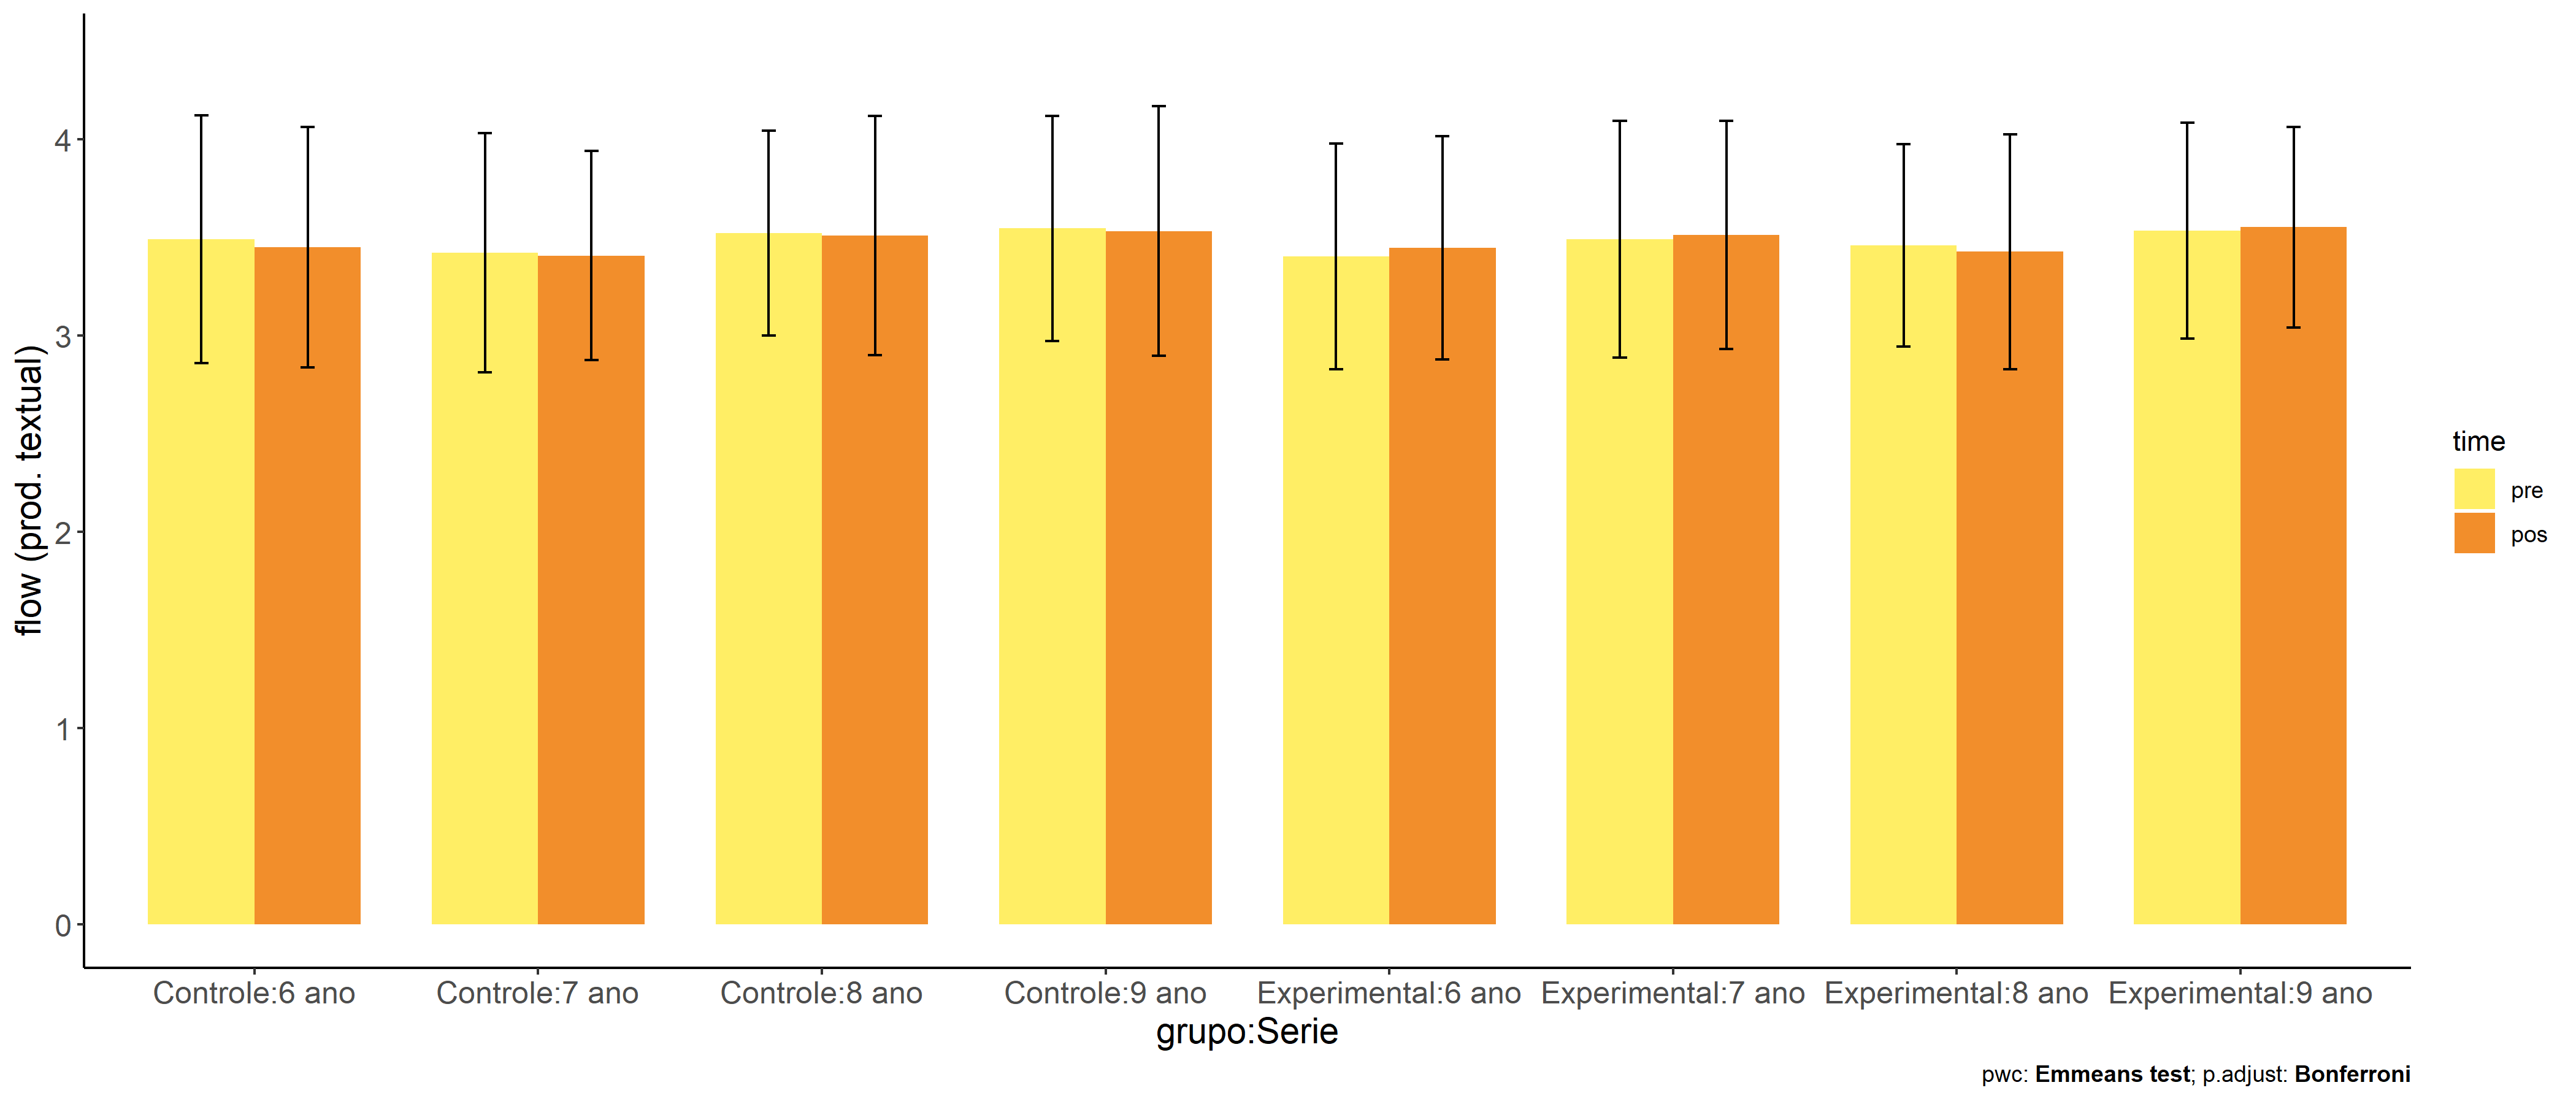 flow (prod. textual)
4
3
2
1
0
Controle:6 ano
Controle:7 ano
Controle:8 ano
Controle:9 ano
Experimental:6 ano
Experimental:7 ano
Experimental:8 ano
Experimental:9 ano
grupo:Serie
time
pre
pos
pwc: Emmeans test; p.adjust: Bonferroni